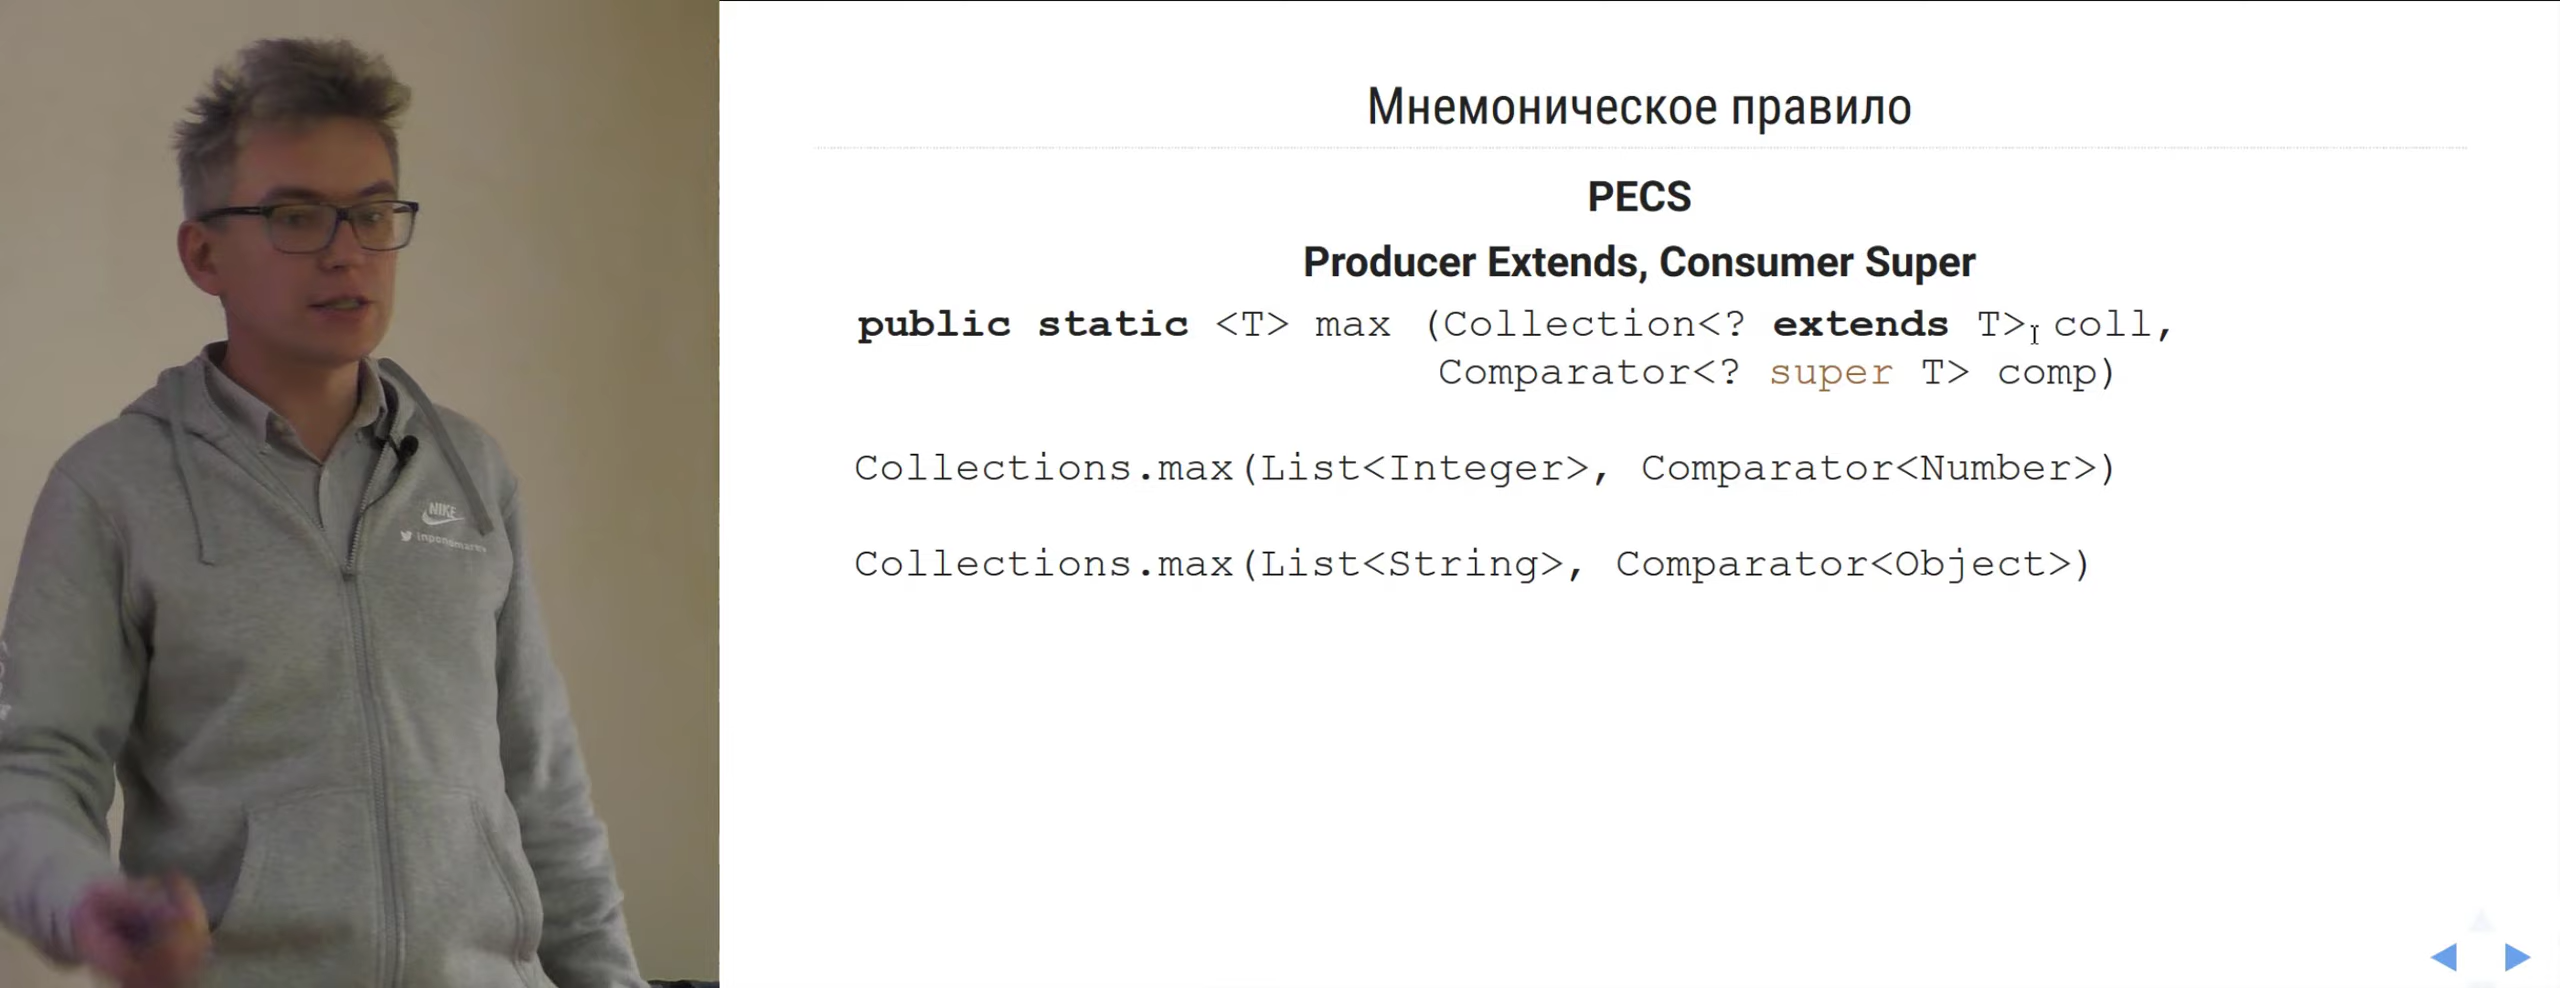 Мнемоническое правило
PECS
Producer Extends, Consumer Super
public static <T> max (Collection<? extends T> coll,
Comparator<? super T> comp)
Collections.max(List<Integer>, Comparator<Number>)
Collections.max(List<String>, Comparator<Object>)
NIKE